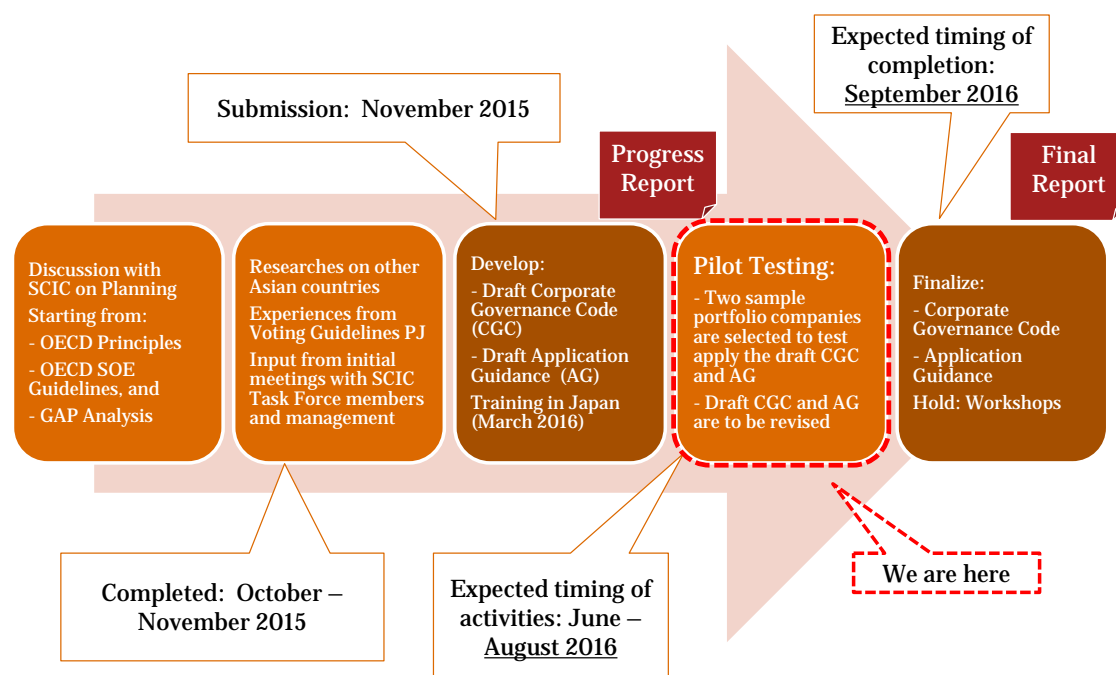 Expected timing of
completion:
September 2016
Submission:  November 2015
Progress
Report
Final
Report
Discussion with
SCIC on Planning
Starting from:
- OECD Principles
- OECD SOE
Guidelines, and
- GAP Analysis
Researches on other
Asian countries
Experiences from
Voting Guidelines PJ
Input from initial
meetings with SCIC
Task Force members
and management
Develop:
- Draft Corporate
Governance Code
(CGC)
- Draft Application
Guidance  (AG)
Training in Japan
(March 2016)
Pilot Testing:
- Two sample
portfolio companies
are selected to test
apply the draft CGC
and AG
- Draft CGC and AG
are to be revised
Finalize:
- Corporate
Governance Code
- Application
Guidance
Hold: Workshops
Completed:  October –
November 2015
Expected timing of
activities: June –
August 2016
We are here